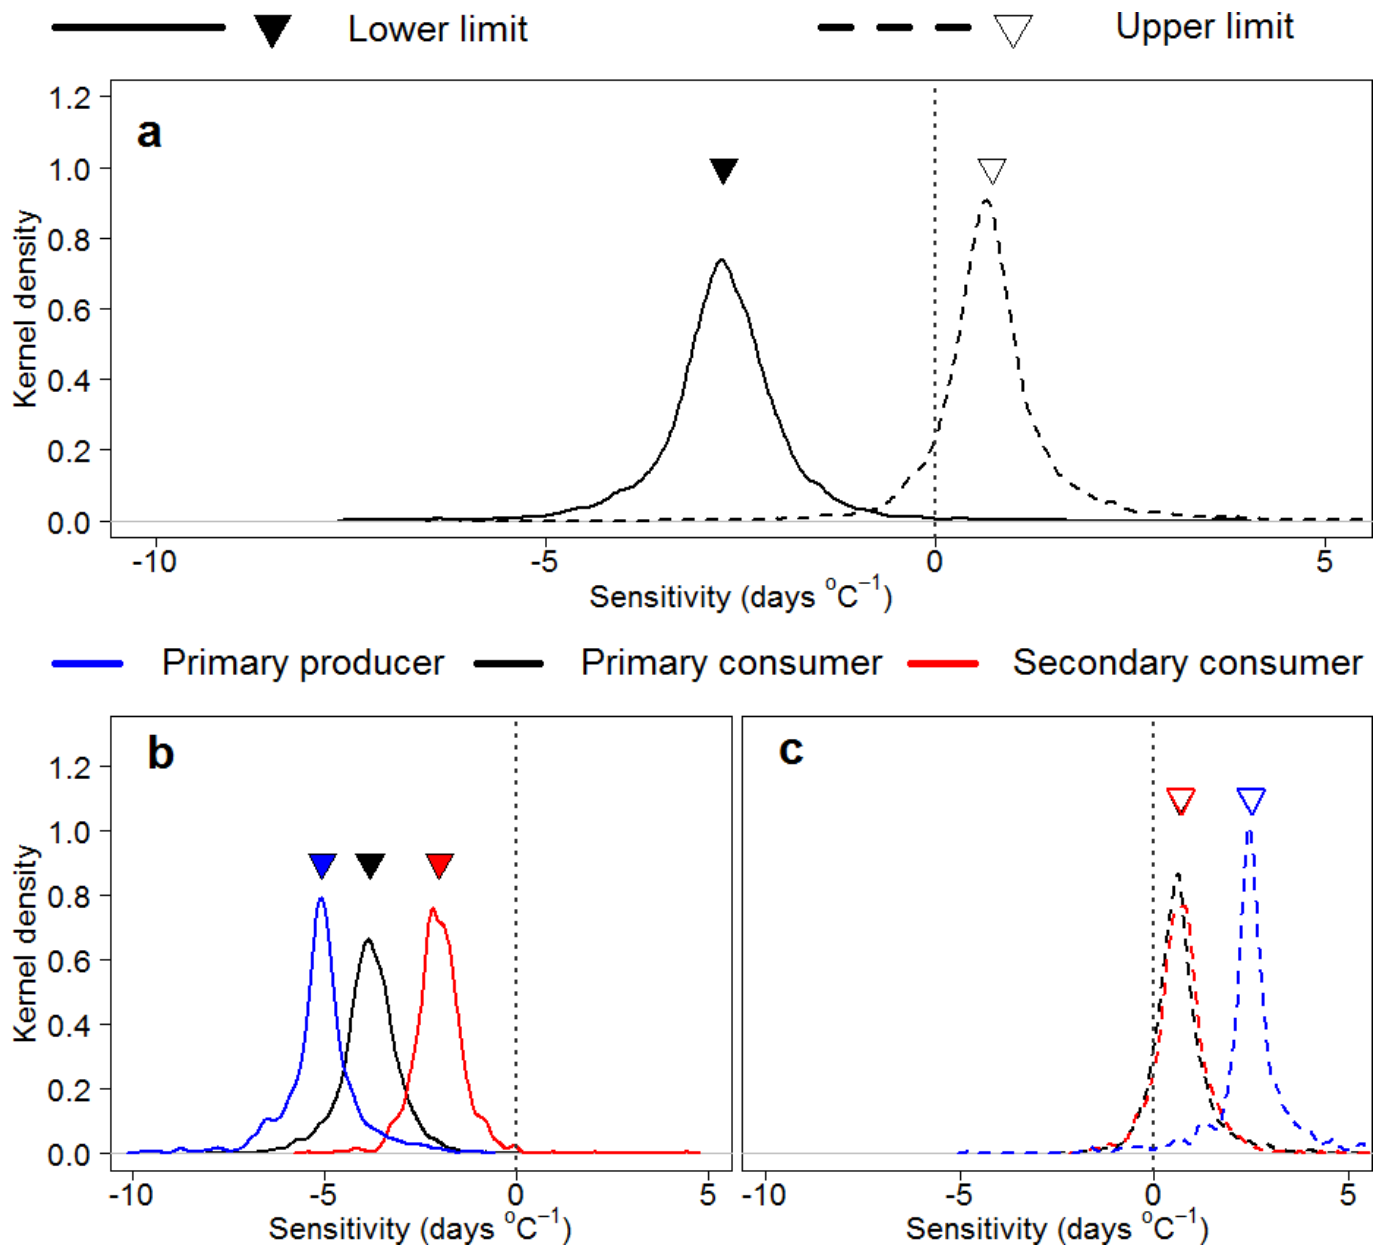 Lower limit Upper limit
a
1.2
1.0
0.8
0.6
0.4
0.2
0.0
Kernel density
-10 -5 0 5
Sensitivity (days °C⁻¹)
Primary producer Primary consumer Secondary consumer
b c
1.2
1.0
0.8
0.6
0.4
0.2
0.0
Kernel density
-10 -5 0 5 -10 -5 0 5
Sensitivity (days °C⁻¹) Sensitivity (days °C⁻¹)